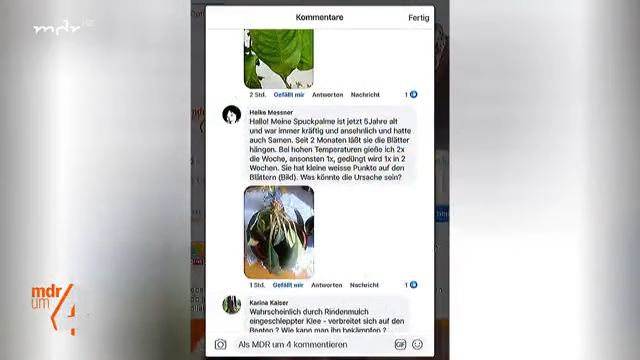 mdr HD
Kommentare
Fertig
2 Std. Gefällt mir Antworten Nachricht 1
Heike Messner
Hallo! Meine Spuckpalme ist jetzt 5Jahre alt
und war immer kräftig und ansehnlich und hatte
auch Samen. Seit 2 Monaten läßt sie die Blätter
hängen. Bei hohen Temperaturen gieße ich 2x
die Woche, ansonsten 1x, gedüngt wird 1x in 2
Wochen. Sie hat kleine weisse Punkte auf den
Blättern (Bild). Was könnte die Ursache sein?
1 Std. Gefällt mir Antworten Nachricht 1
Karina Kaiser
Wahrscheinlich durch Rindenmulch
eingeschleppter Klee - verbreitet sich auf den
Beeten ? Wie kann man ihn bekämpfen ?
Als MDR um 4 kommentieren
GIF
mdr
um 4